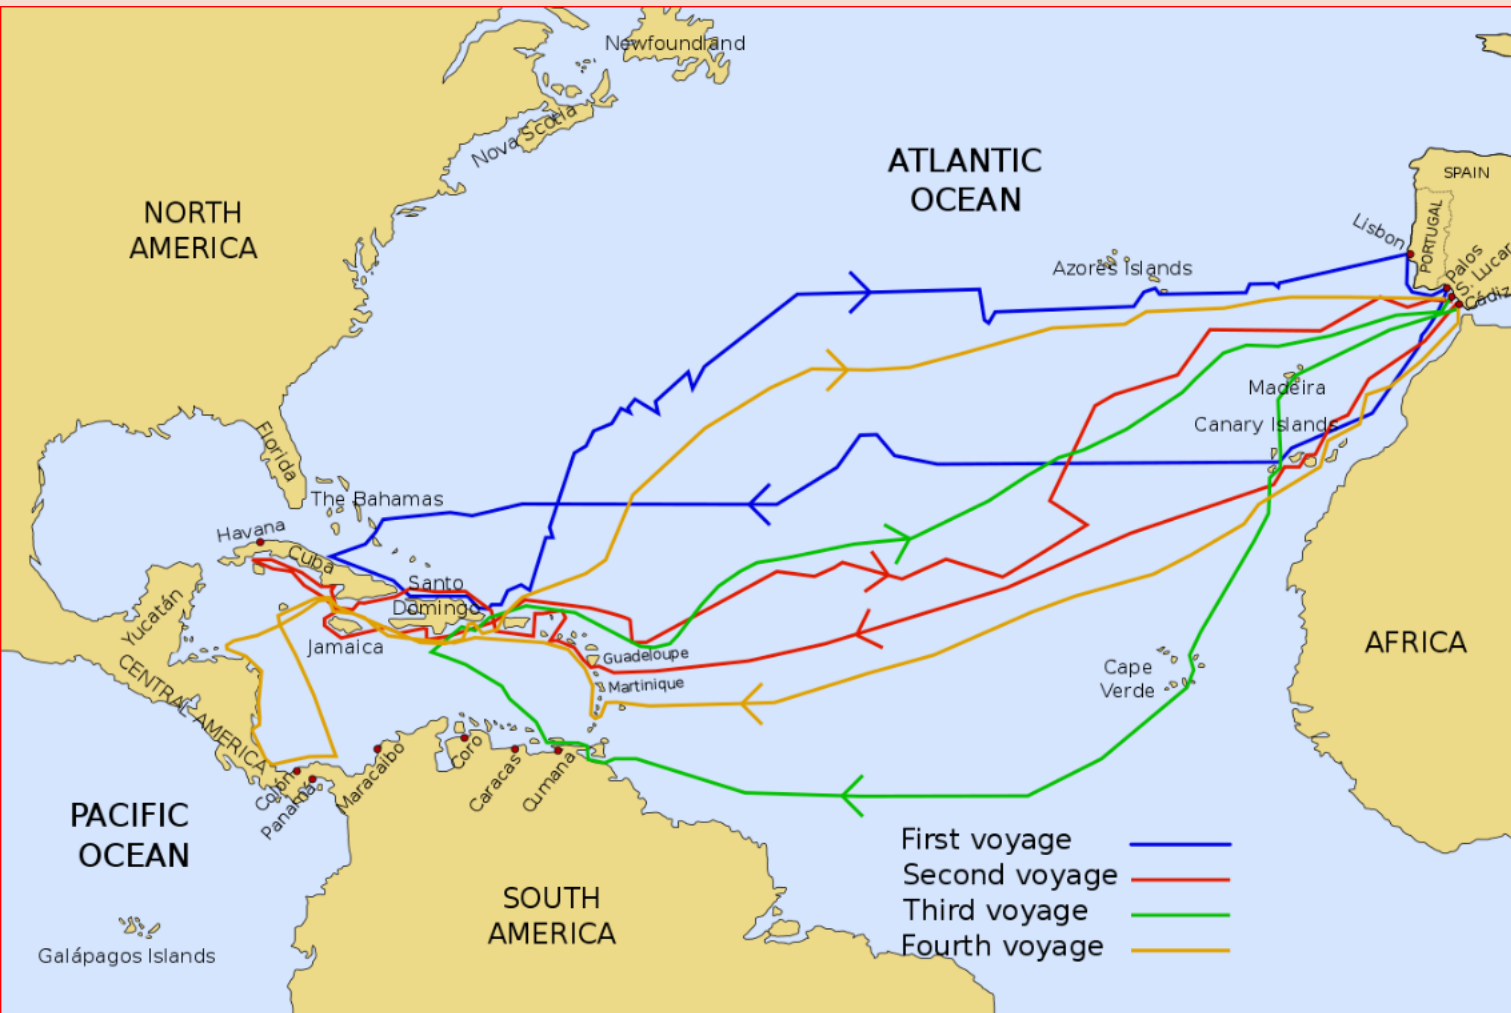 Newfoundland
Nova Scotia
ATLANTIC
OCEAN
SPAIN
PORTUGAL
Lisbon
Palos
S. Lucar
Cádiz
NORTH
AMERICA
Azores Islands
Madeira
Canary Islands
Florida
The Bahamas
Havana
Cuba
Santo
Domingo
Yucatán
Jamaica
Guadeloupe
Martinique
CENTRAL AMERICA
Cape
Verde
AFRICA
Colón
Panamá
Maracaibo
Coro
Caracas
Cumana
PACIFIC
OCEAN
SOUTH
AMERICA
Galápagos Islands
First voyage
Second voyage
Third voyage
Fourth voyage